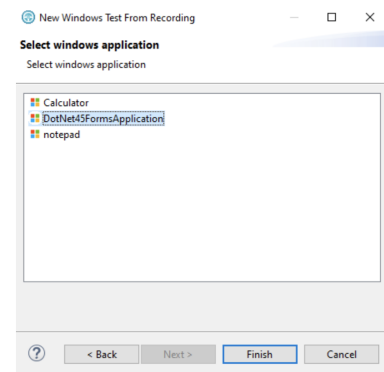 New Windows Test From Recording
Select windows application
Select windows application
Calculator
DotNet45FormsApplication
notepad
? < Back Next > Finish Cancel